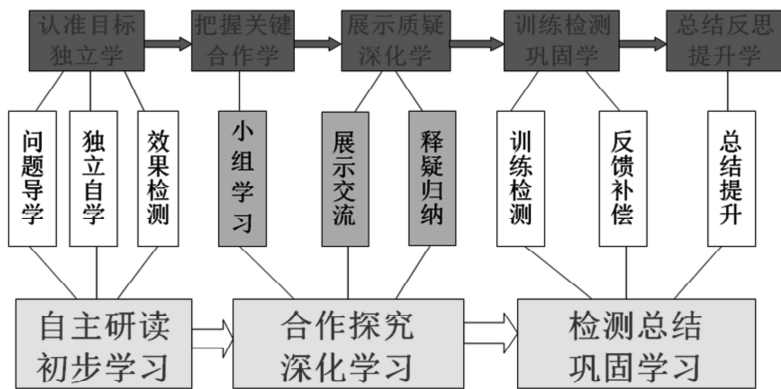 认准目标
独立学
把握关键
合作学
展示质疑
深化学
训练检测
巩固学
总结反思
提升学
问题导学
独立自学
效果检测
小组学习
展示交流
释疑归纳
训练检测
反馈补偿
总结提升
自主研读
初步学习
合作探究
深化学习
检测总结
巩固学习